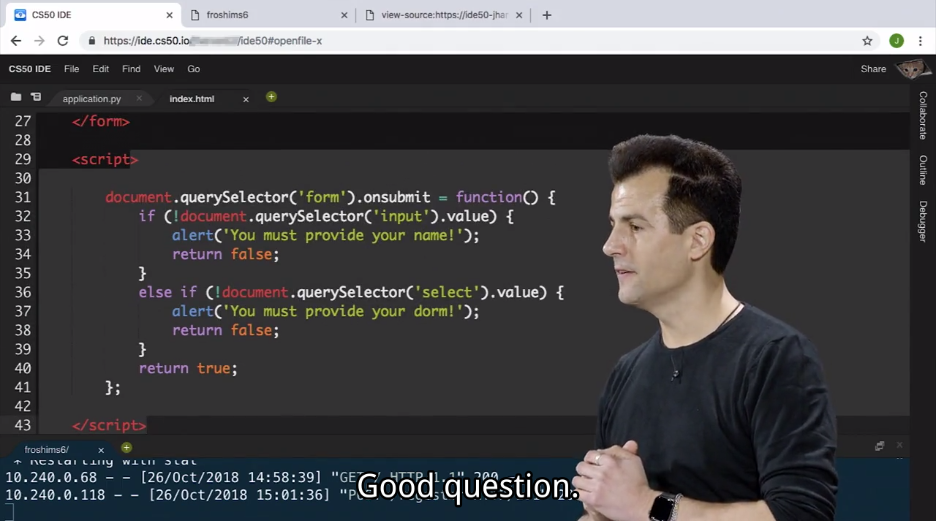 CS50 IDE
froshims6
view-source:https://ide50-jhar
https://ide.cs50.io/ /ide50#openfile-x
J
CS50 IDE File Edit Find View Go Share
application.py index.html
Collaborate
Outline
Debugger
27 </form>
28
29 <script>
30
31 document.querySelector('form').onsubmit = function() {
32 if (!document.querySelector('input').value) {
33 alert('You must provide your name!');
34 return false;
35 }
36 else if (!document.querySelector('select').value) {
37 alert('You must provide your dorm!');
38 return false;
39 }
40 return true;
41 };
42
43 </script>
froshims6/
* Restarting with stat
10.240.0.68 - - [26/Oct/2018 14:58:39] "GET / HTTP/1.1" 200
10.240.0.118 - - [26/Oct/2018 15:01:36]
Good question.